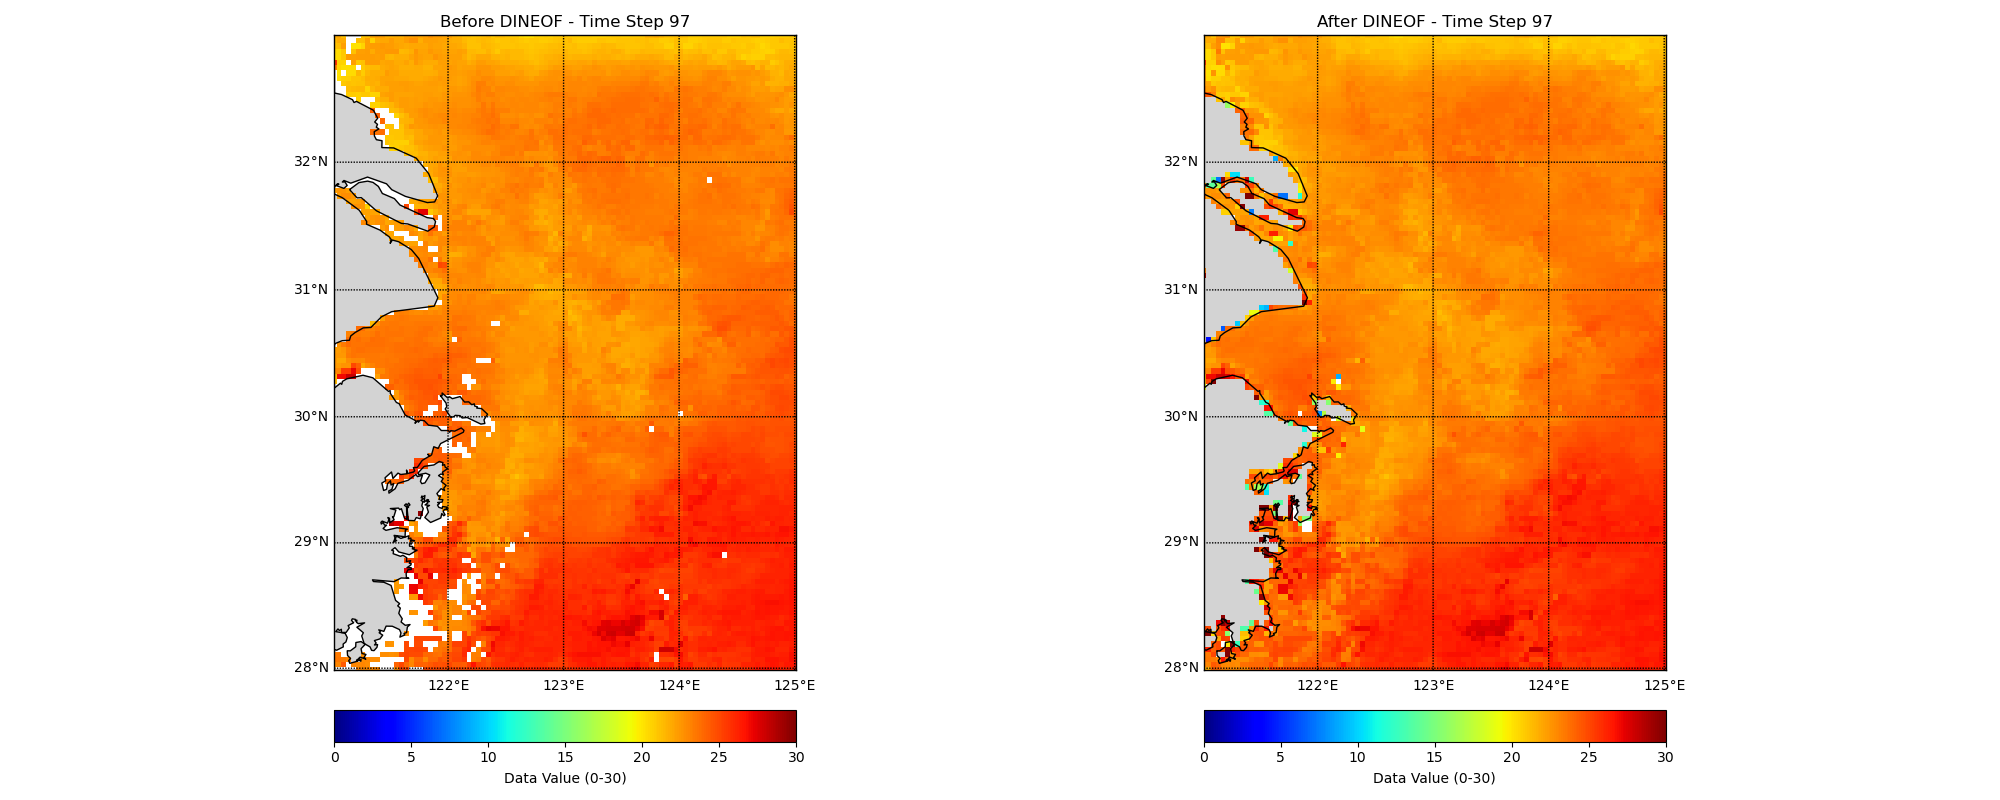 Before DINEOF - Time Step 97
After DINEOF - Time Step 97
32°N
31°N
30°N
29°N
28°N
122°E
123°E
124°E
125°E
32°N
31°N
30°N
29°N
28°N
122°E
123°E
124°E
125°E
0
5
10
15
20
25
30
Data Value (0-30)
0
5
10
15
20
25
30
Data Value (0-30)